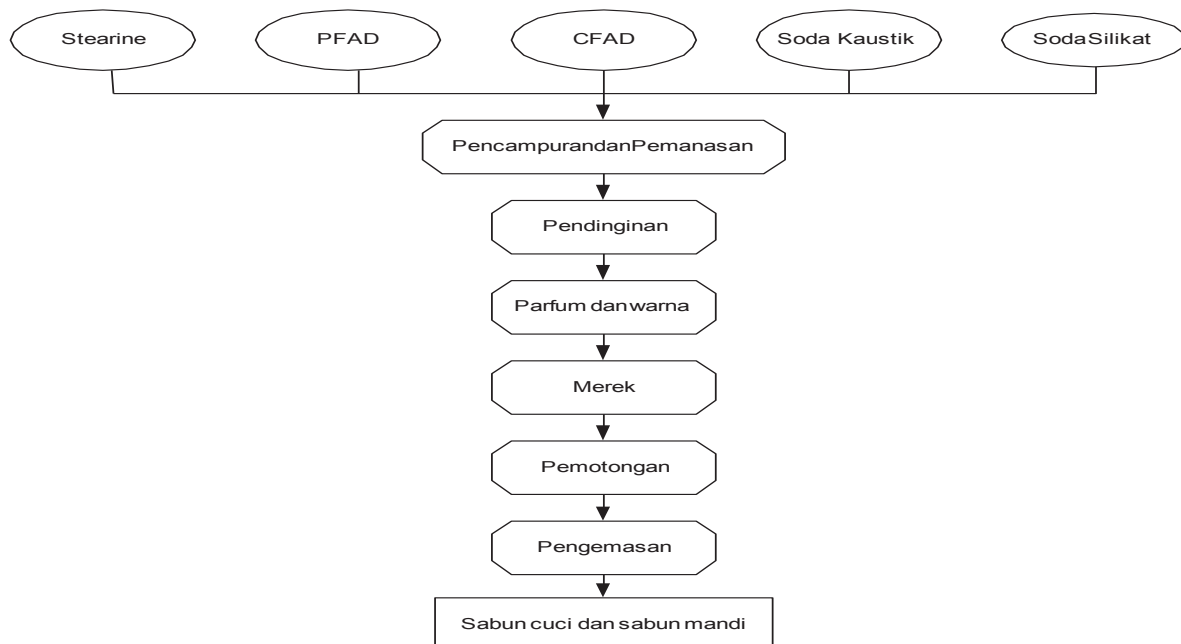 Stearine
PFAD
CFAD
Soda Kaustik
SodaSilikat
PencampurandanPemanasan
Pendinginan
Parfum danwarna
Merek
Pemotongan
Pengemasan
Sabun cuci dan sabun mandi